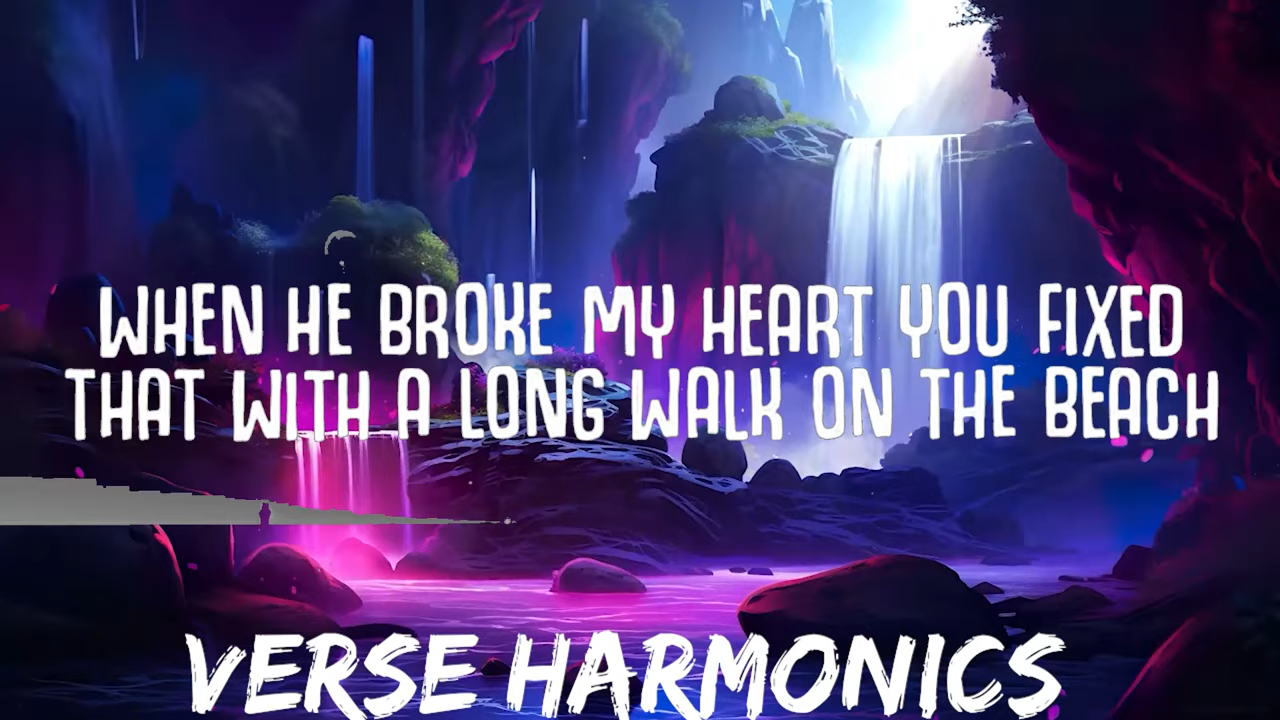 WHEN HE BROKE MY HEART YOU FIXED
THAT WITH A LONG WALK ON THE BEACH
VERSE HARMONICS